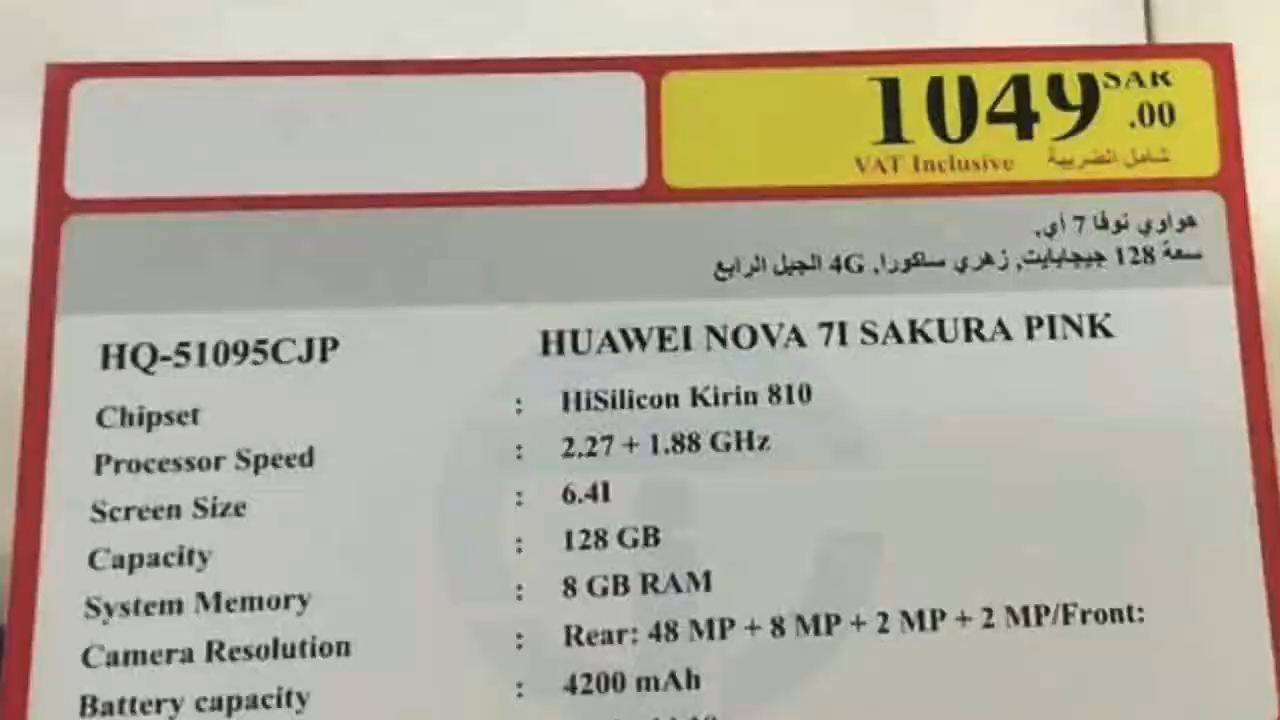 1049 SAR
.00
VAT Inclusive شامل الضريبة
هواوي نوفا 7 أي,
سعة 128 جيجابايت, زهري ساكورا, 4G الجيل الرابع
HQ-51095CJP HUAWEI NOVA 7I SAKURA PINK
Chipset : HiSilicon Kirin 810
Processor Speed : 2.27 + 1.88 GHz
Screen Size : 6.4I
Capacity : 128 GB
System Memory : 8 GB RAM
Camera Resolution : Rear: 48 MP + 8 MP + 2 MP + 2 MP/Front:
Battery capacity : 4200 mAh